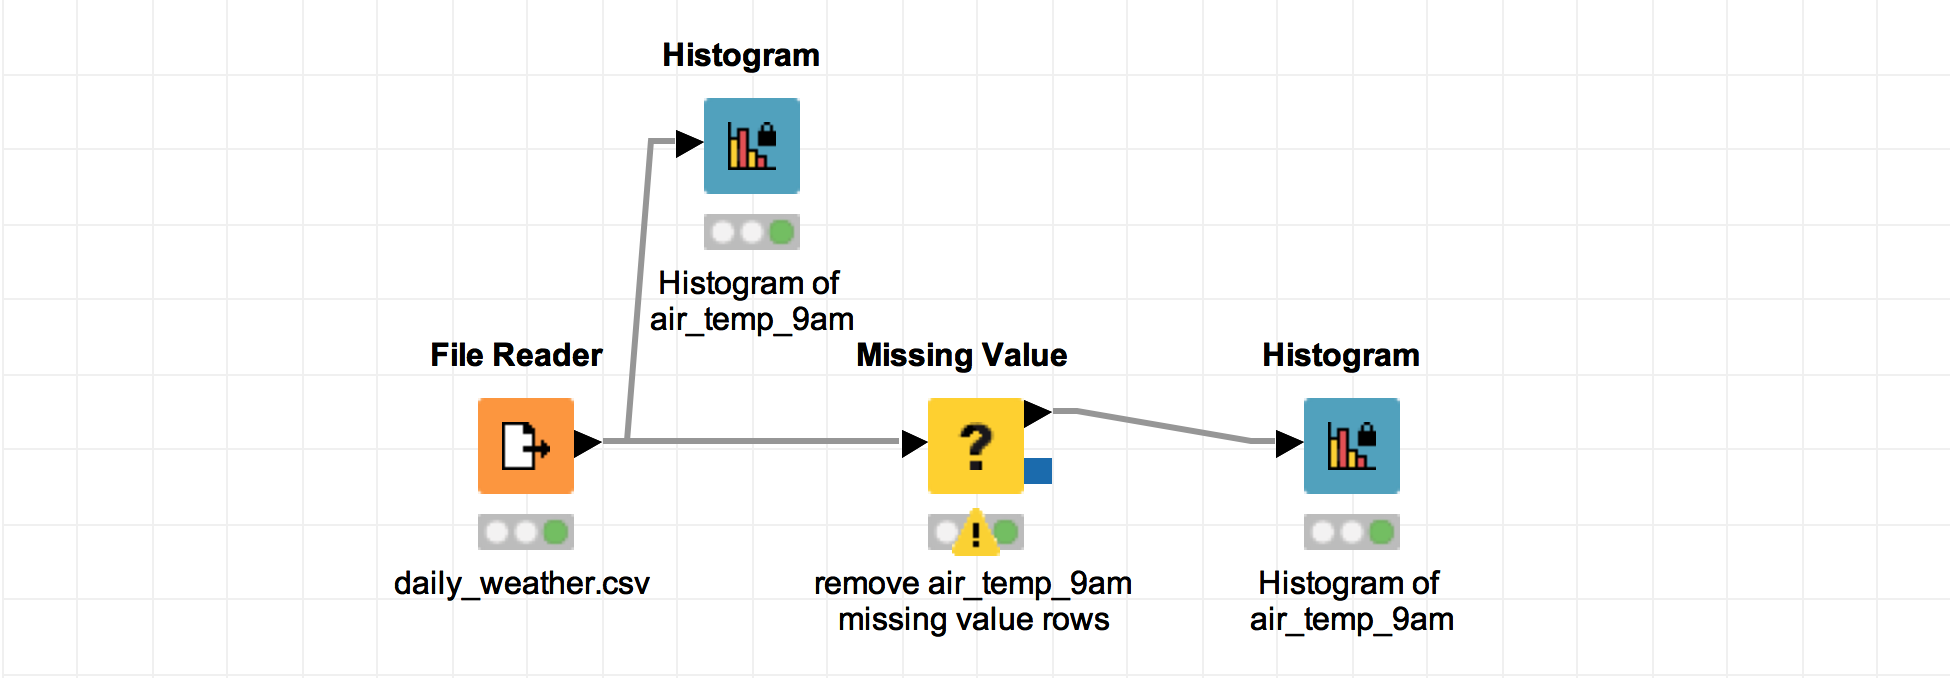 Histogram
Histogram of
air_temp_9am
File Reader
Missing Value
Histogram
?
!
daily_weather.csv
remove air_temp_9am
missing value rows
Histogram of
air_temp_9am